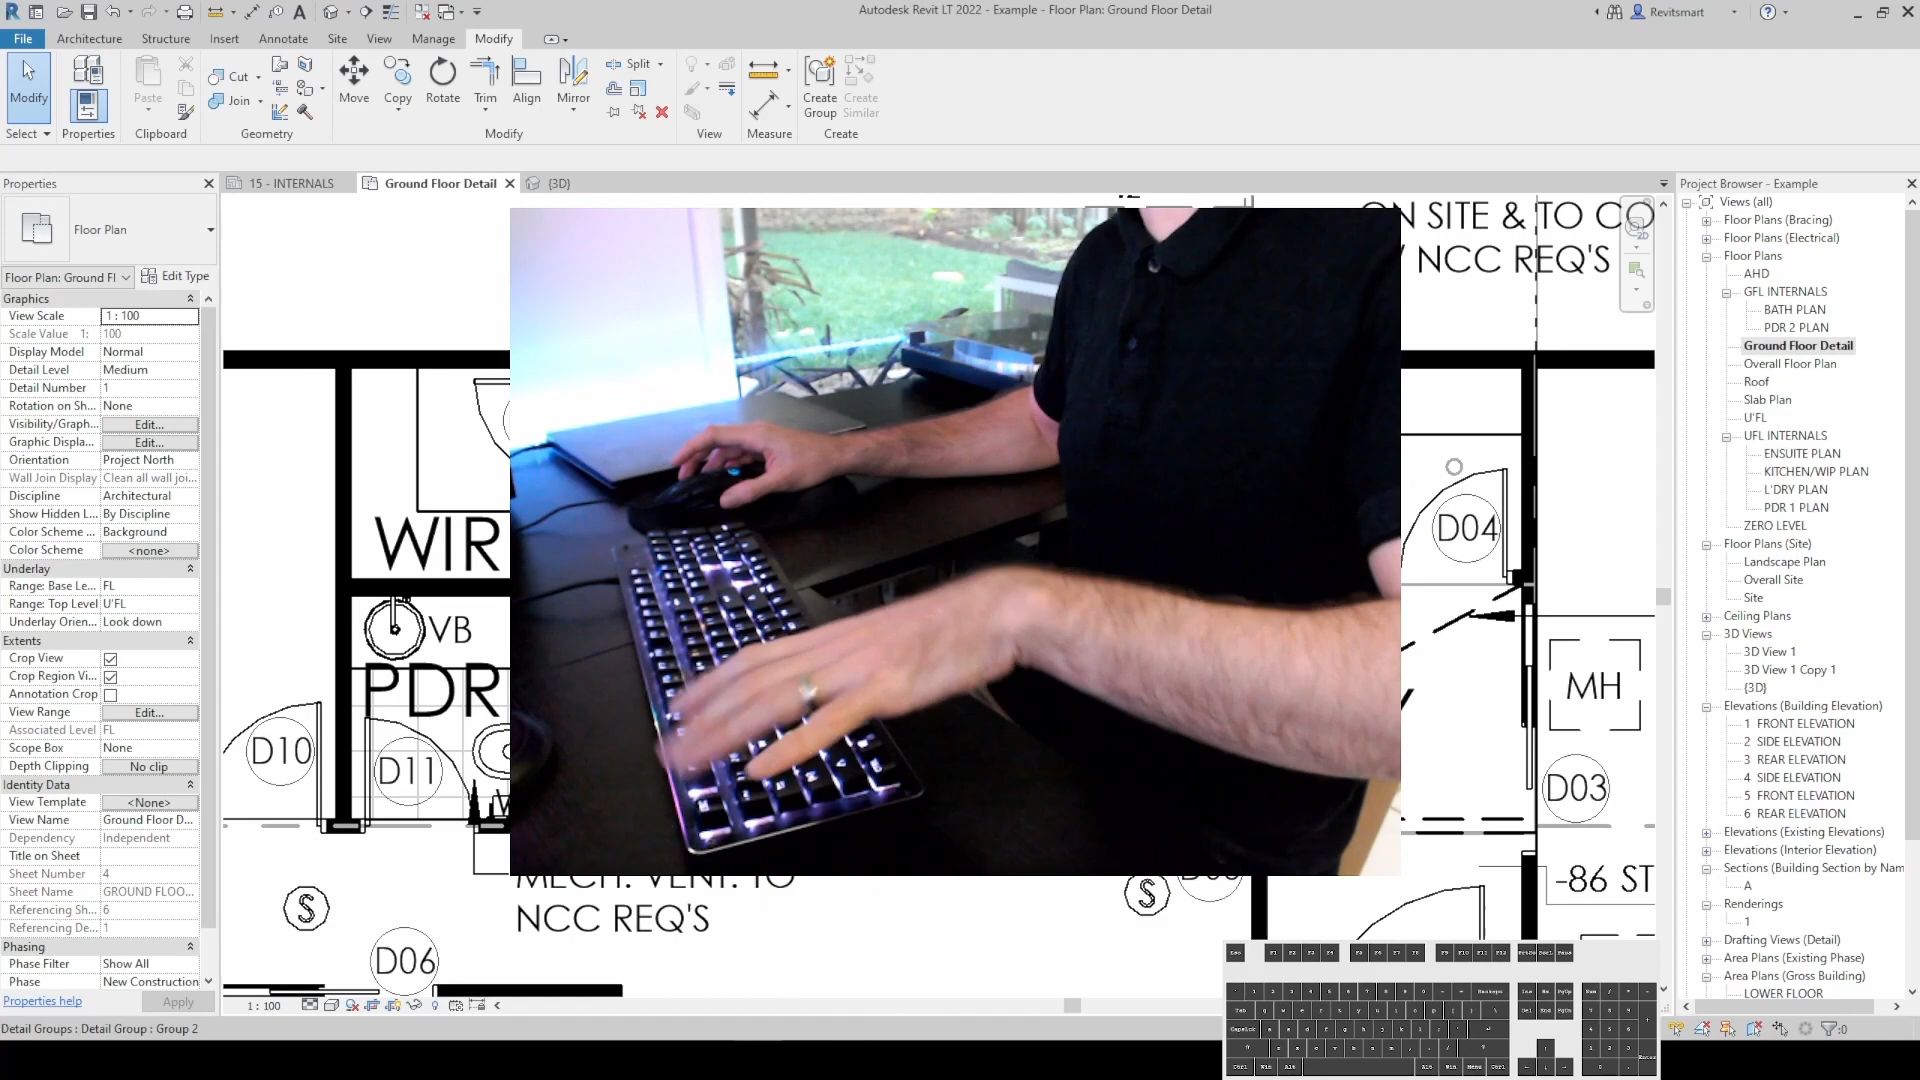 Autodesk Revit LT 2022 - Example - Floor Plan: Ground Floor Detail
Revitsmart
File
Architecture
Structure
Insert
Annotate
Site
View
Manage
Modify
Modify
Select
Properties
Paste
Clipboard
Cut
Join
Geometry
Move
Copy
Rotate
Trim
Align
Mirror
Split
Modify
View
Measure
Create Group
Create Similar
Create
Properties
15 - INTERNALS
Ground Floor Detail
{3D}
Floor Plan
Floor Plan: Ground Fl
Edit Type
Graphics
View Scale 1 : 100
Scale Value 1: 100
Display Model Normal
Detail Level Medium
Detail Number 1
Rotation on Sh... None
Visibility/Graph... Edit...
Graphic Displa... Edit...
Orientation Project North
Wall Join Display Clean all wall joi...
Discipline Architectural
Show Hidden L... By Discipline
Color Scheme ... Background
Color Scheme <none>
Underlay
Range: Base Le... FL
Range: Top Level U'FL
Underlay Orien... Look down
Extents
Crop View
Crop Region Vi...
Annotation Crop
View Range Edit...
Associated Level FL
Scope Box None
Depth Clipping No clip
Identity Data
View Template <None>
View Name Ground Floor D...
Dependency Independent
Title on Sheet
Sheet Number 4
Sheet Name GROUND FLOO...
Referencing Sh... 6
Referencing De... 1
Phasing
Phase Filter Show All
Phase New Construction
Properties help
Apply
WIR
VB
PDR
D10
D11
S
D06
NCC REQ'S
S
N SITE & TO CO
NCC REQ'S
D04
MH
D03
-86 ST
1 : 100
Detail Groups : Detail Group : Group 2
:0
Project Browser - Example
Views (all)
Floor Plans (Bracing)
Floor Plans (Electrical)
Floor Plans
AHD
GFL INTERNALS
BATH PLAN
PDR 2 PLAN
Ground Floor Detail
Overall Floor Plan
Roof
Slab Plan
U'FL
UFL INTERNALS
ENSUITE PLAN
KITCHEN/WIP PLAN
L'DRY PLAN
PDR 1 PLAN
ZERO LEVEL
Floor Plans (Site)
Landscape Plan
Overall Site
Site
Ceiling Plans
3D Views
3D View 1
3D View 1 Copy 1
{3D}
Elevations (Building Elevation)
1 FRONT ELEVATION
2 SIDE ELEVATION
3 REAR ELEVATION
4 SIDE ELEVATION
5 FRONT ELEVATION
6 REAR ELEVATION
Elevations (Existing Elevations)
Elevations (Interior Elevation)
Sections (Building Section by Nam
A
Renderings
1
Drafting Views (Detail)
Area Plans (Existing Phase)
Area Plans (Gross Building)
LOWER FLOOR